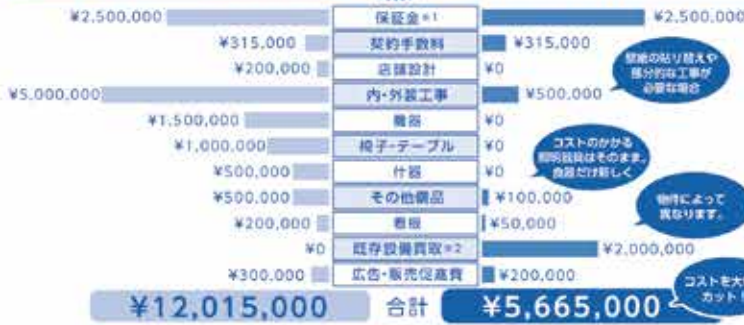 ¥2,500,000 保証金※1 ¥2,500,000
¥315,000 契約手数料 ¥315,000
¥200,000 店舗設計 ¥0
¥5,000,000 内・外装工事 ¥500,000
壁紙の貼り替えや
部分的な工事が
必要な場合
¥1,500,000 機器 ¥0
¥1,000,000 椅子・テーブル ¥0
¥500,000 什器 ¥0
コストのかかる
照明器具はそのまま、
食器だけ新しく
¥500,000 その他備品 ¥100,000
¥200,000 看板 ¥50,000
物件によって
異なります。
¥0 既存設備買取※2 ¥2,000,000
¥300,000 広告・販売促進費 ¥200,000
コストを大
カット!
¥12,015,000 合計 ¥5,665,000